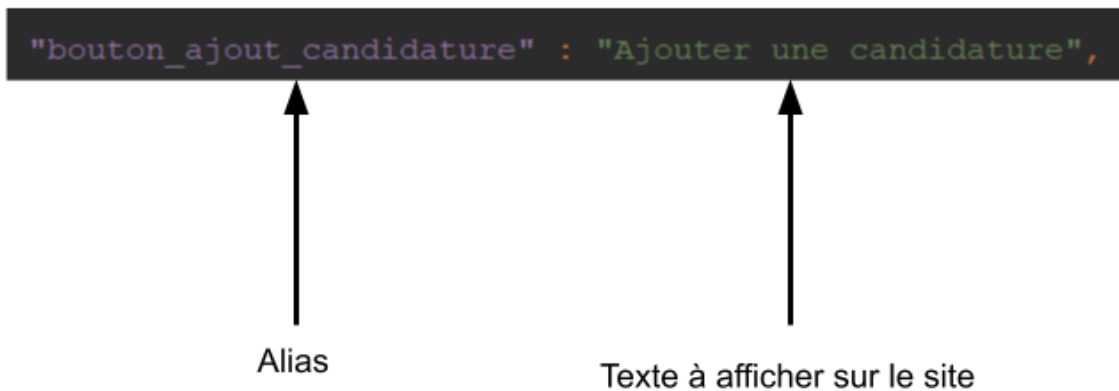 "bouton_ajout_candidature" : "Ajouter une candidature",
Alias
Texte à afficher sur le site